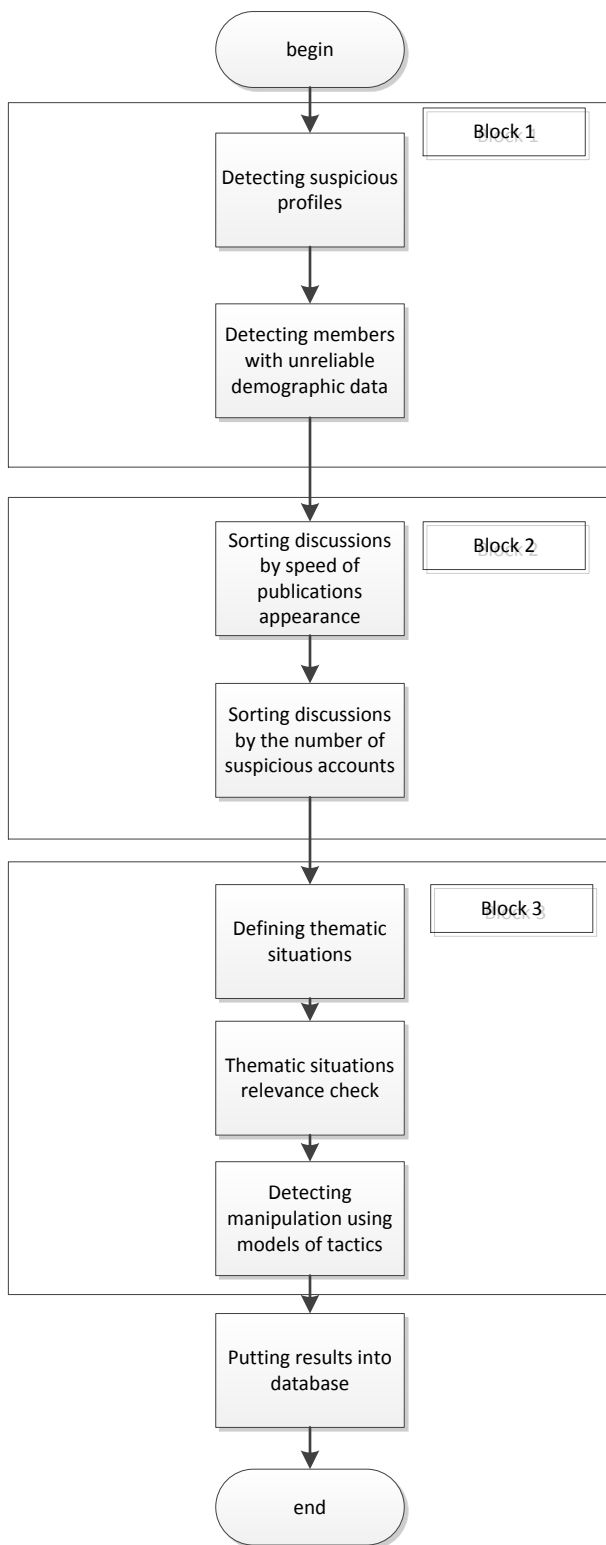 begin
Block 1
Detecting suspicious
profiles
Detecting members
with unreliable
demographic data
Block 2
Sorting discussions
by speed of
publications
appearance
Sorting discussions
by the number of
suspicious accounts
Block 3
Defining thematic
situations
Thematic situations
relevance check
Detecting
manipulation using
models of tactics
Putting results into
database
end